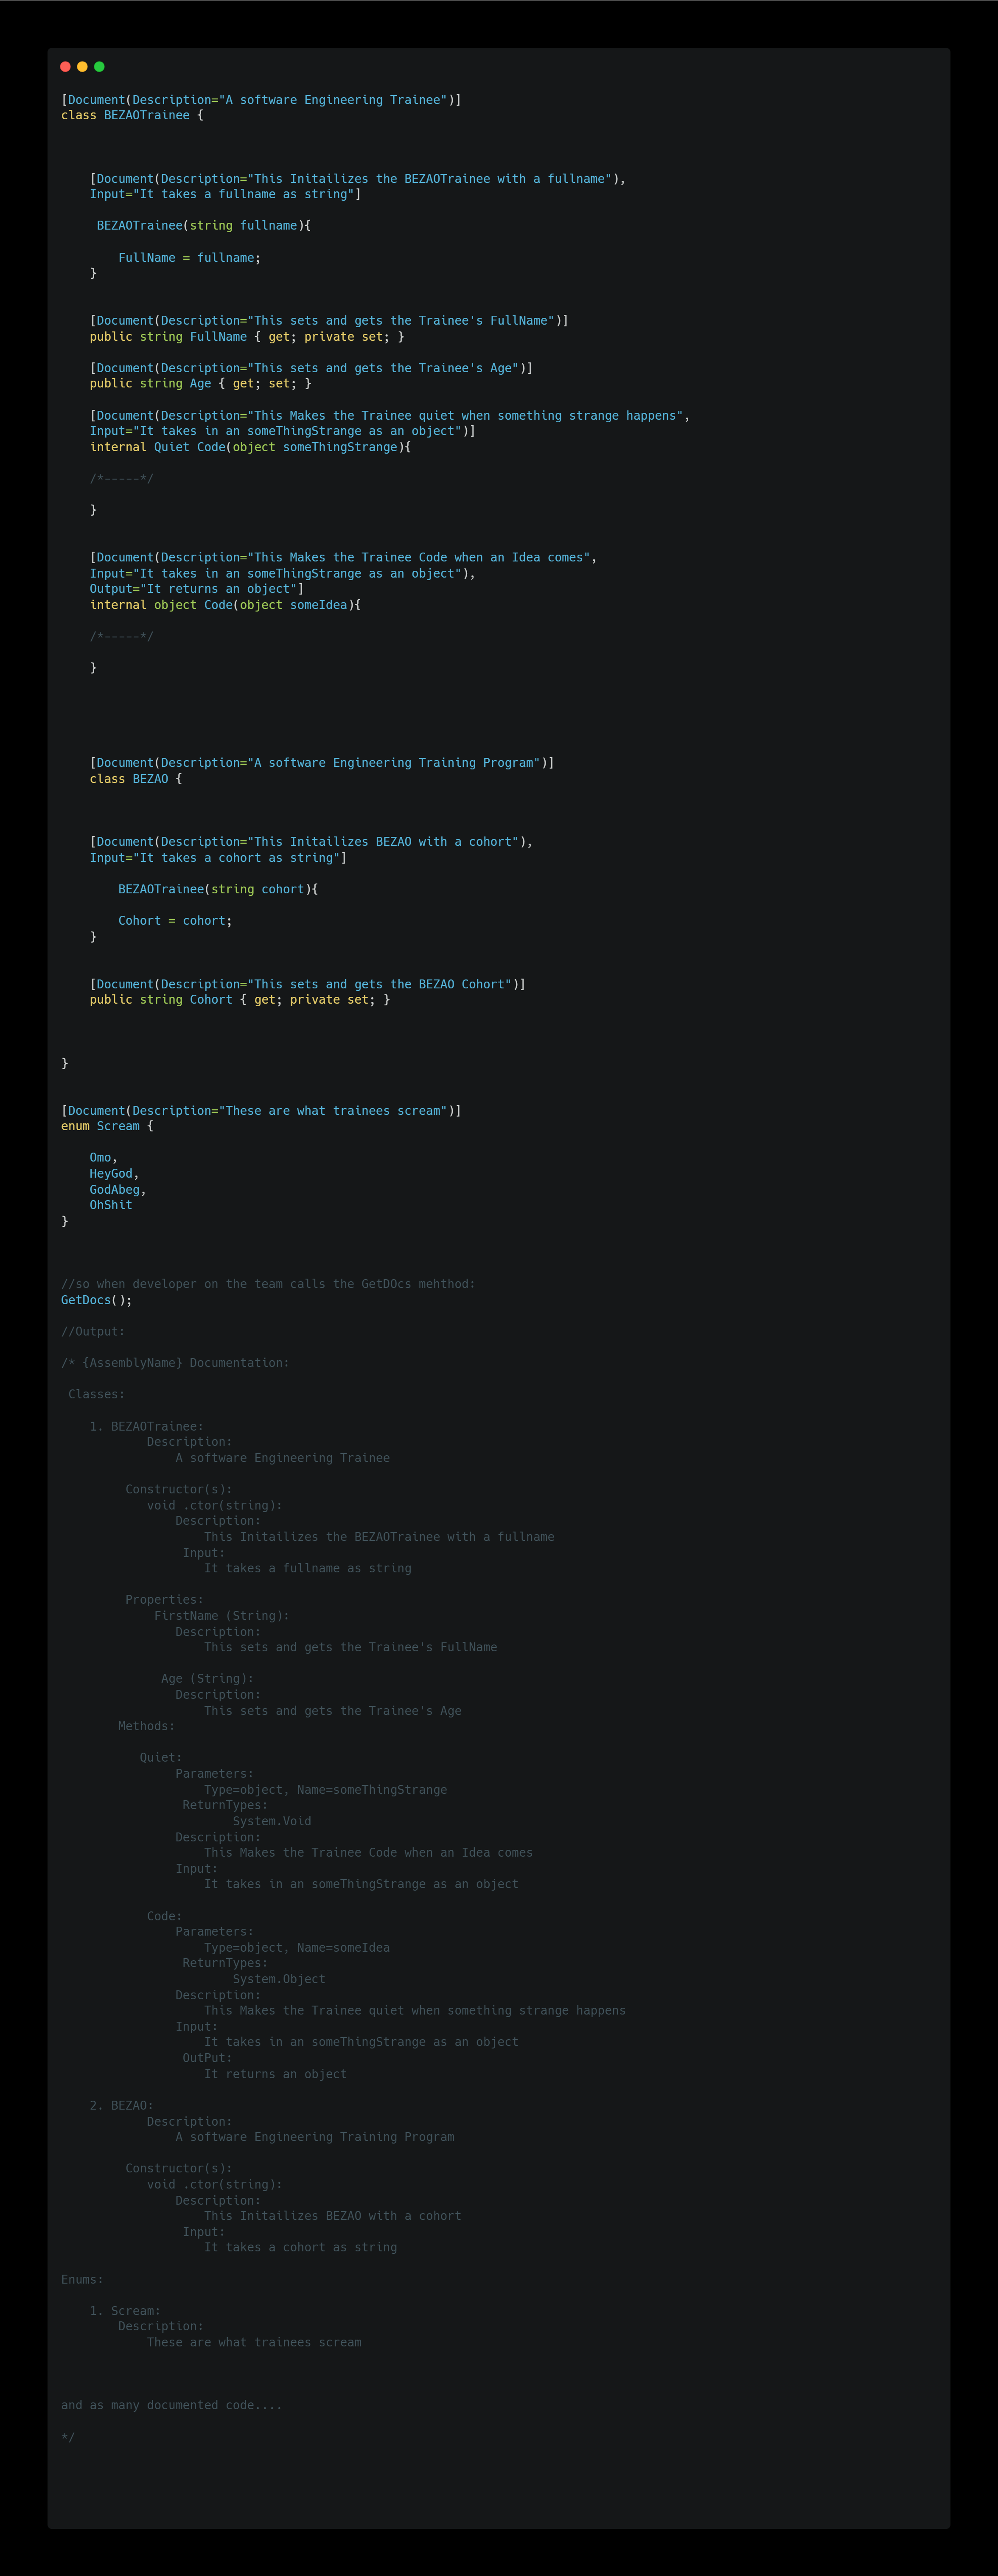 [Document(Description="A software Engineering Trainee")]
class BEZAOTrainee {
[Document(Description="This Initaillizes the BEZAOTrainee with a fullname"),
Input="It takes a fullname as string"]
BEZAOTrainee(string fullname){
FullName = fullname;
}
[Document(Description="This sets and gets the Trainee's FullName")]
public string FullName { get; private set; }
[Document(Description="This sets and gets the Trainee's Age")]
public string Age { get; set; }
[Document(Description="This Makes the Trainee quiet when something strange happens",
Input="It takes in an someThingStrange as an object")]
internal Quiet Code(object someThingStrange){
/*-----*/
}
[Document(Description="This Makes the Trainee Code when an Idea comes",
Input="It takes in an someThingStrange as an object"),
Output="It returns an object"]
internal object Code(object someIdea){
/*-----*/
}
[Document(Description="A software Engineering Training Program")]
class BEZAO {
[Document(Description="This Initailizes BEZAO with a cohort"),
Input="It takes a cohort as string"]
BEZAOTrainee(string cohort){
Cohort = cohort;
}
[Document(Description="This sets and gets the BEZAO Cohort")]
public string Cohort { get; private set; }
}
[Document(Description="These are what trainees scream")]
enum Scream {
Omo,
HeyGod,
GodAbeg,
OhShit
}
//so when developer on the team calls the GetDOcs mehthod:
GetDocs();
//Output:
/* {AssemblyName} Documentation:
Classes:
1. BEZAOTrainee:
Description:
A software Engineering Trainee
Constructor(s):
void .ctor(string):
Description:
This Initailizes the BEZAOTrainee with a fullname
Input:
It takes a fullname as string
Properties:
FirstName (String):
Description:
This sets and gets the Trainee's FullName
Age (String):
Description:
This sets and gets the Trainee's Age
Methods:
Quiet:
Parameters:
Type=object, Name=someThingStrange
ReturnTypes:
System.Void
Description:
This Makes the Trainee Code when an Idea comes
Input:
It takes in an someThingStrange as an object
Code:
Parameters:
Type=object, Name=someIdea
ReturnTypes:
System.Object
Description:
This Makes the Trainee quiet when something strange happens
Input:
It takes in an someThingStrange as an object
OutPut:
It returns an object
2. BEZAO:
Description:
A software Engineering Training Program
Constructor(s):
void .ctor(string):
Description:
This Initailizes BEZAO with a cohort
Input:
It takes a cohort as string
Enums:
1. Scream:
Description:
These are what trainees scream
and as many documented code....
*/